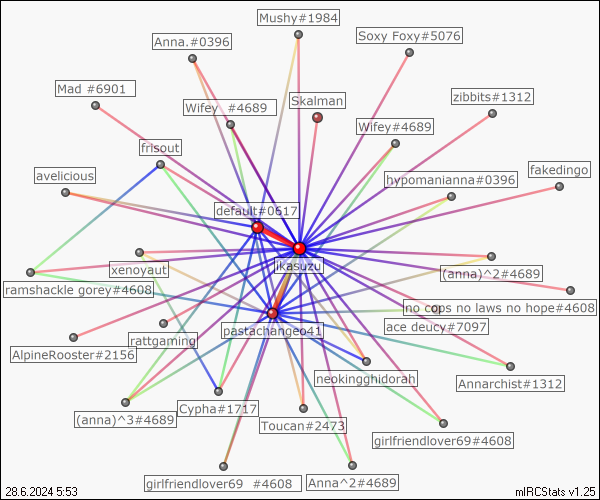 Mushy#1984
Anna.#0396
Soxy Foxy#5076
Mad #6901
Wifey  #4689
Skalman
zibbits#1312
frisout
Wifey#4689
avelicious
hypomanianna#0396
fakedingo
default#0617
ikasuzu
xenoyaut
(anna)^2#4689
ramshackle gorey#4608
no cops no laws no hope#4608
pastachangeo41
ace deucy#7097
rattgaming
AlpineRooster#2156
neokingghidorah
Annarchist#1312
(anna)^3#4689
Cypha#1717
Toucan#2473
girlfriendlover69#4608
girlfriendlover69  #4608
Anna^2#4689
28.6.2024 5:53
mIRCStats v1.25